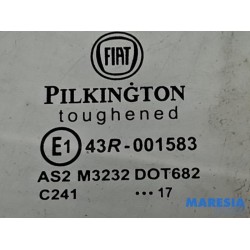 FIAT
PILKINGTON
toughened
E1 43R-001583
AS2 M3232 DOT682
C241 ••• 17
MARESIA